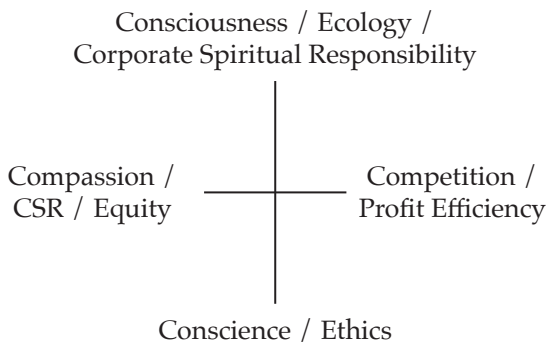 Consciousness / Ecology /
Corporate Spiritual Responsibility
Compassion /
CSR / Equity
Competition /
Profit Efficiency
Conscience / Ethics